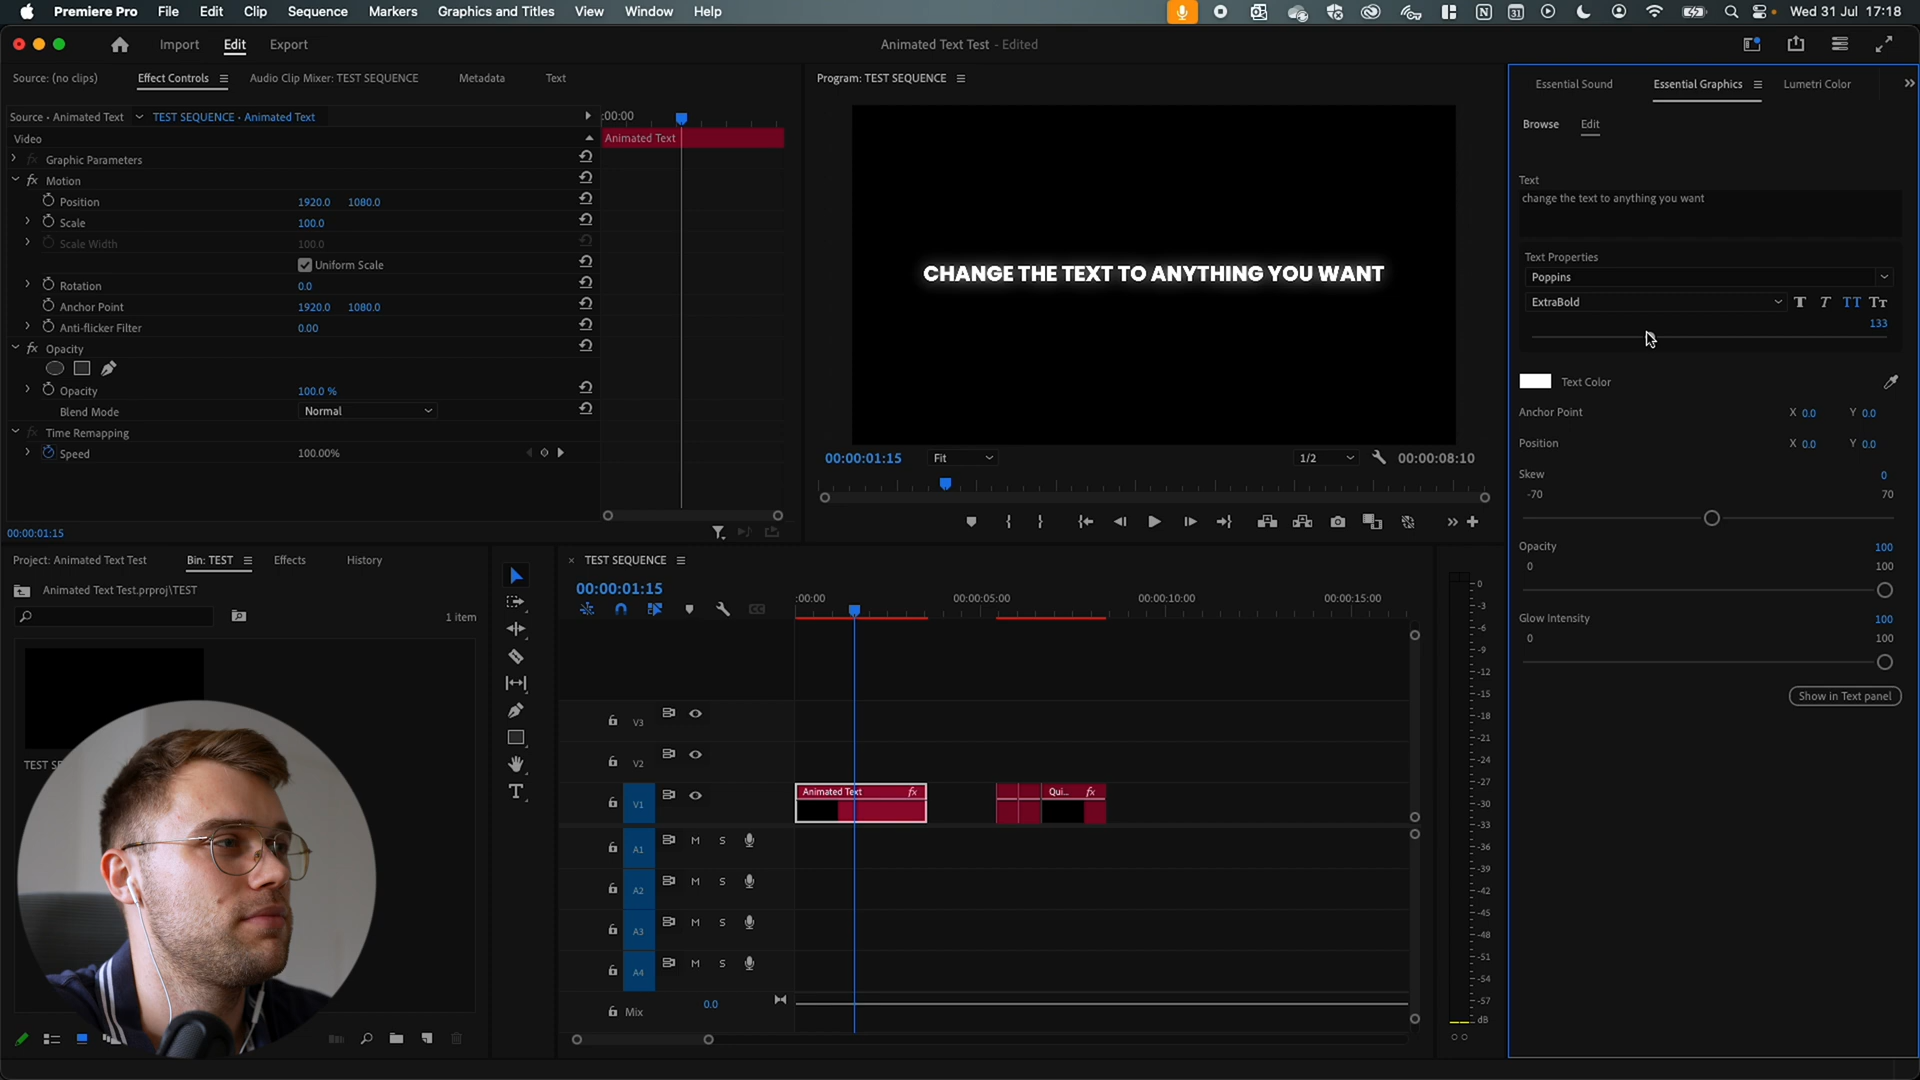 Premiere Pro File Edit Clip Sequence Markers Graphics and Titles View Window Help Wed 31 Jul 17:18
Import Edit Export Animated Text Test - Edited
Source: (no clips) Effect Controls Audio Clip Mixer: TEST SEQUENCE Metadata Text
Source • Animated Text TEST SEQUENCE • Animated Text :00:00
Video Animated Text
Graphic Parameters
fx Motion
Position 1920.0 1080.0
Scale 100.0
Scale Width 100.0
Uniform Scale
Rotation 0.0
Anchor Point 1920.0 1080.0
Anti-flicker Filter 0.00
fx Opacity
Opacity 100.0 %
Blend Mode Normal
Time Remapping
Speed 100.00%
00:00:01:15
Program: TEST SEQUENCE
CHANGE THE TEXT TO ANYTHING YOU WANT
00:00:01:15 Fit 1/2 00:00:08:10
Essential Sound Essential Graphics Lumetri Color
Browse Edit
Text
change the text to anything you want
Text Properties
Poppins
ExtraBold T T TT Tt
133
Text Color
Anchor Point X 0.0 Y 0.0
Position X 0.0 Y 0.0
Skew 0
-70 70
Opacity 100
0 100
Glow Intensity 100
0 100
Show in Text panel
Project: Animated Text Test Bin: TEST Effects History
Animated Text Test.prproj\TEST
1 item
TEST S
TEST SEQUENCE
00:00:01:15
:00:00 00:00:05:00 00:00:10:00 00:00:15:00
V3
V2
V1 Animated Text fx Qui... fx
A1 M S
A2 M S
A3 M S
A4 M S
Mix 0.0
0
-3
-6
-9
-12
-15
-18
-21
-24
-27
-30
-33
-36
-39
-42
-45
-48
-51
-54
-57
dB